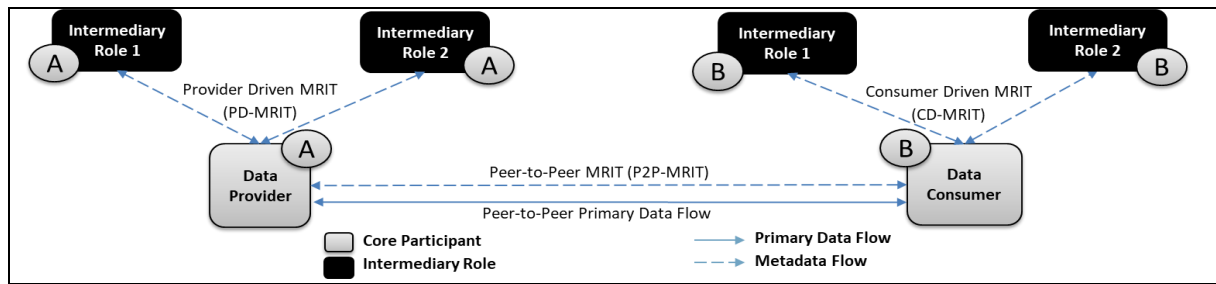 Intermediary
Role 1
A
Intermediary
Role 2
A
Intermediary
Role 1
B
Intermediary
Role 2
B
Provider Driven MRIT
(PD-MRIT)
Consumer Driven MRIT
(CD-MRIT)
A
Data
Provider
B
Data
Consumer
Peer-to-Peer MRIT (P2P-MRIT)
Peer-to-Peer Primary Data Flow
Core Participant
Intermediary Role
Primary Data Flow
Metadata Flow